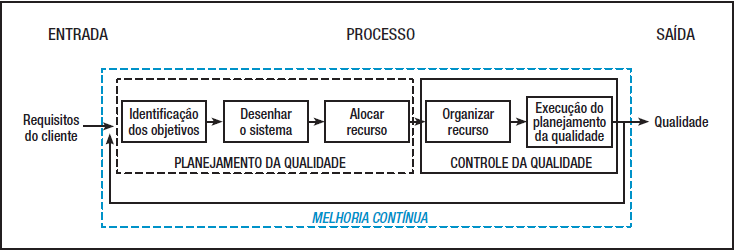 ENTRADA
PROCESSO
SAÍDA
Requisitos
do cliente
Identificação
dos objetivos
Desenhar
o sistema
Alocar
recurso
Organizar
recurso
Execução do
planejamento
da qualidade
Qualidade
PLANEJAMENTO DA QUALIDADE
CONTROLE DA QUALIDADE
MELHORIA CONTÍNUA